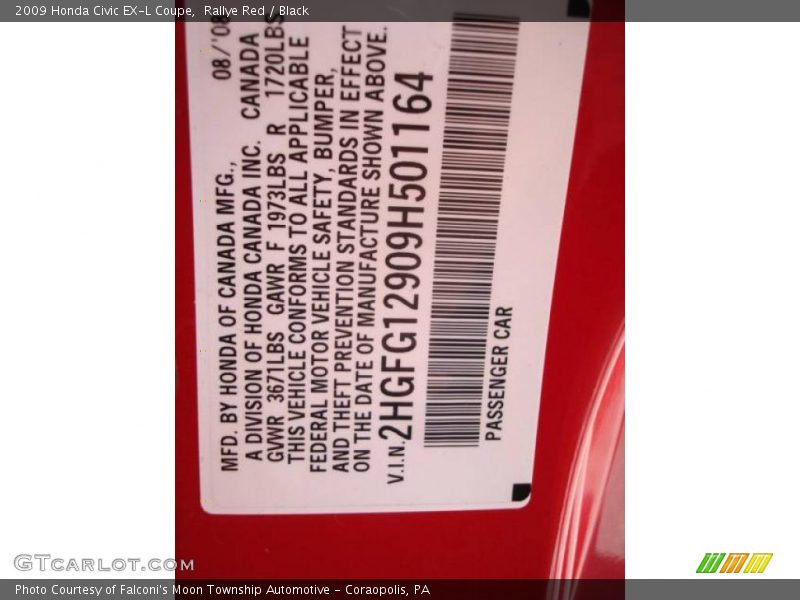 2009 Honda Civic EX-L Coupe,  Rallye Red / Black
MFD. BY HONDA OF CANADA MFG., 08/'08
A DIVISION OF HONDA CANADA INC. CANADA
GVWR 3671LBS GAWR F 1973LBS R 1720LBS
THIS VEHICLE CONFORMS TO ALL APPLICABLE
FEDERAL MOTOR VEHICLE SAFETY, BUMPER,
AND THEFT PREVENTION STANDARDS IN EFFECT
ON THE DATE OF MANUFACTURE SHOWN ABOVE.
V.I.N. 2HGFG12909H501164
PASSENGER CAR
GTCARLOT.COM
Photo Courtesy of Falconi's Moon Township Automotive - Coraopolis, PA